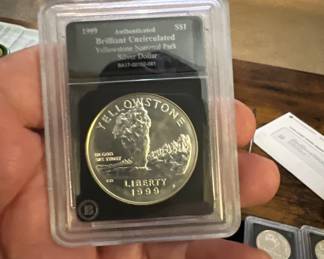 1999 Authenticated S$1
Brilliant Uncirculated
Yellowstone National Park
Silver Dollar
YELLOWSTONE
IN GOD
WE TRUST
LIBERTY
1999